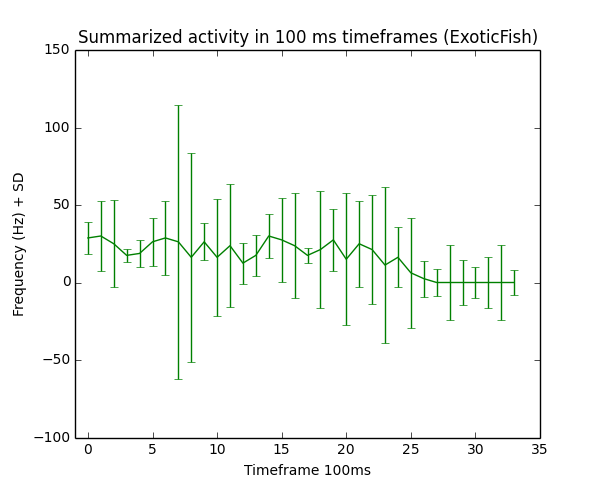 Summarized activity in 100 ms timeframes (ExoticFish)
150
100
50
0
−50
−100
Frequency (Hz) + SD
0 5 10 15 20 25 30 35
Timeframe 100ms